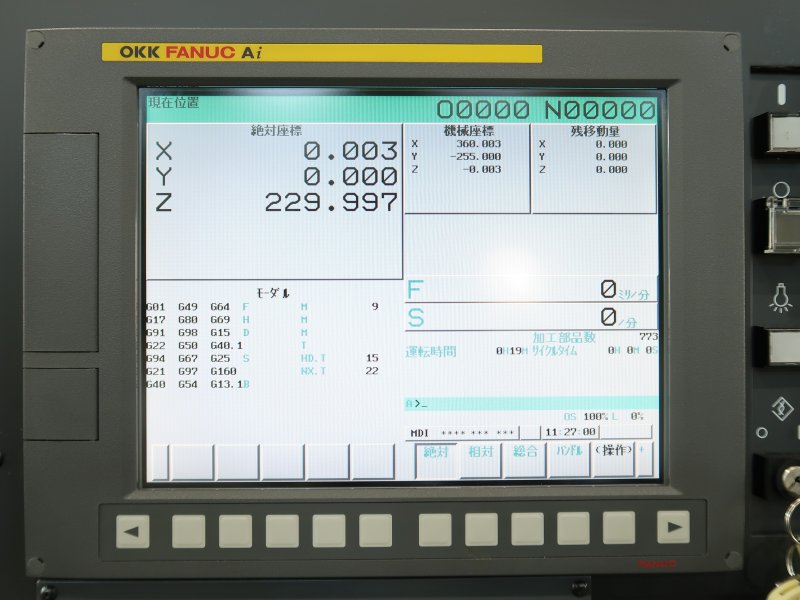 OKK FANUC Ai
現在位置 O0000 N00000
絶対座標
X 0.003
Y 0.000
Z 229.997
機械座標
X 360.003
Y -255.000
Z -0.003
残移動量
X 0.000
Y 0.000
Z 0.000
モーダル
G01 G49 G64 F M 9
G17 G80 G69 H M
G91 G98 G15 D M
G22 G50 G40.1 T
G94 G67 G25 S HD.T 15
G21 G97 G160 NX.T 22
G40 G54 G13.1 B
F 0 ミリ/分
S 0 /分
加工部品数 773
運転時間 0H19M サイクルタイム 0H 0M 0S
A>_
OS 100% L 0%
MDI **** *** *** 11:27:00
絶対 相対 総合 ハンドル (操作) +
FANUC